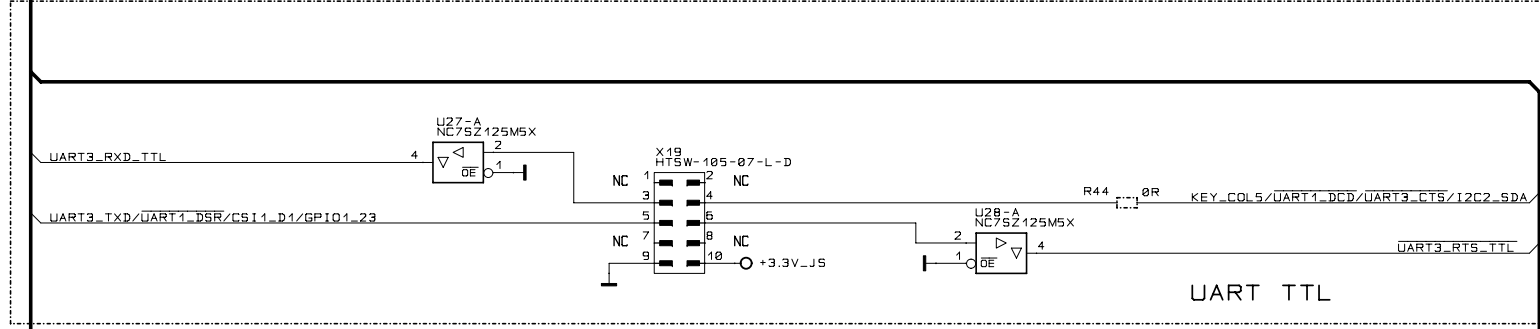 U27-A
NC7SZ125M5X
UART3_RXD_TTL
4
2
OE
1
X19
HTSW-105-07-L-D
NC 1 2 NC
3 4
R44 0R
KEY_COL5/UART1_DCD/UART3_CTS/I2C2_SDA
UART3_TXD/UART1_DSR/CSI1_D1/GPIO1_23
5 6
U28-A
NC7SZ125M5X
NC 7 8 NC
2
4
UART3_RTS_TTL
9 10 +3.3V_JS
1
OE
UART TTL